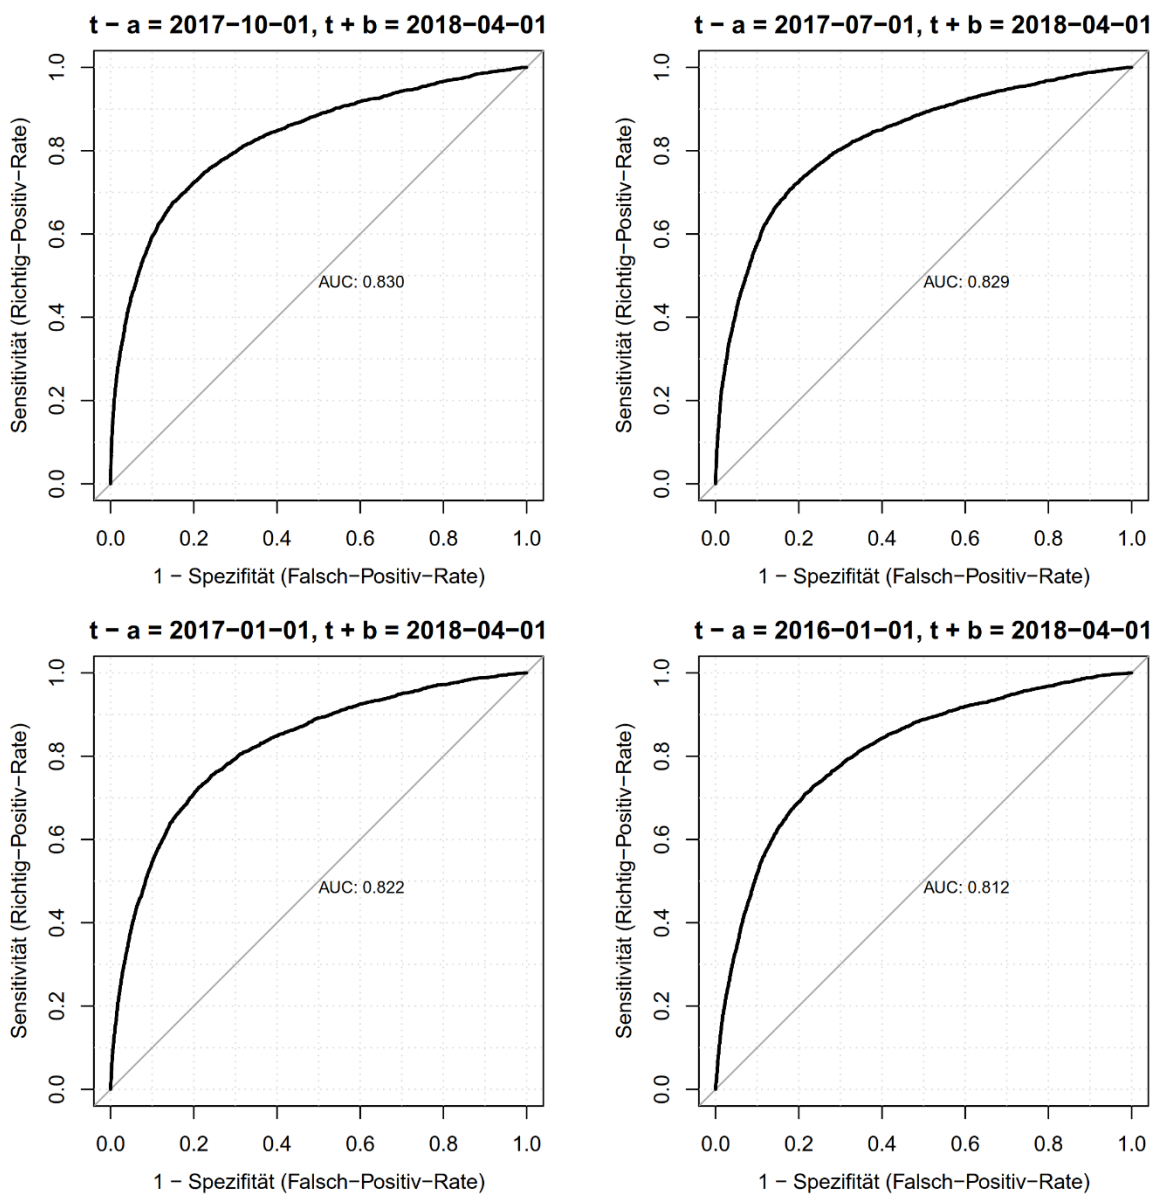 t − a = 2017−10−01, t + b = 2018−04−01
Sensitivität (Richtig−Positiv−Rate)
1.0
0.8
0.6
0.4
0.2
0.0
AUC: 0.830
0.0 0.2 0.4 0.6 0.8 1.0
1 − Spezifität (Falsch−Positiv−Rate)
t − a = 2017−07−01, t + b = 2018−04−01
Sensitivität (Richtig−Positiv−Rate)
1.0
0.8
0.6
0.4
0.2
0.0
AUC: 0.829
0.0 0.2 0.4 0.6 0.8 1.0
1 − Spezifität (Falsch−Positiv−Rate)
t − a = 2017−01−01, t + b = 2018−04−01
Sensitivität (Richtig−Positiv−Rate)
1.0
0.8
0.6
0.4
0.2
0.0
AUC: 0.822
0.0 0.2 0.4 0.6 0.8 1.0
1 − Spezifität (Falsch−Positiv−Rate)
t − a = 2016−01−01, t + b = 2018−04−01
Sensitivität (Richtig−Positiv−Rate)
1.0
0.8
0.6
0.4
0.2
0.0
AUC: 0.812
0.0 0.2 0.4 0.6 0.8 1.0
1 − Spezifität (Falsch−Positiv−Rate)